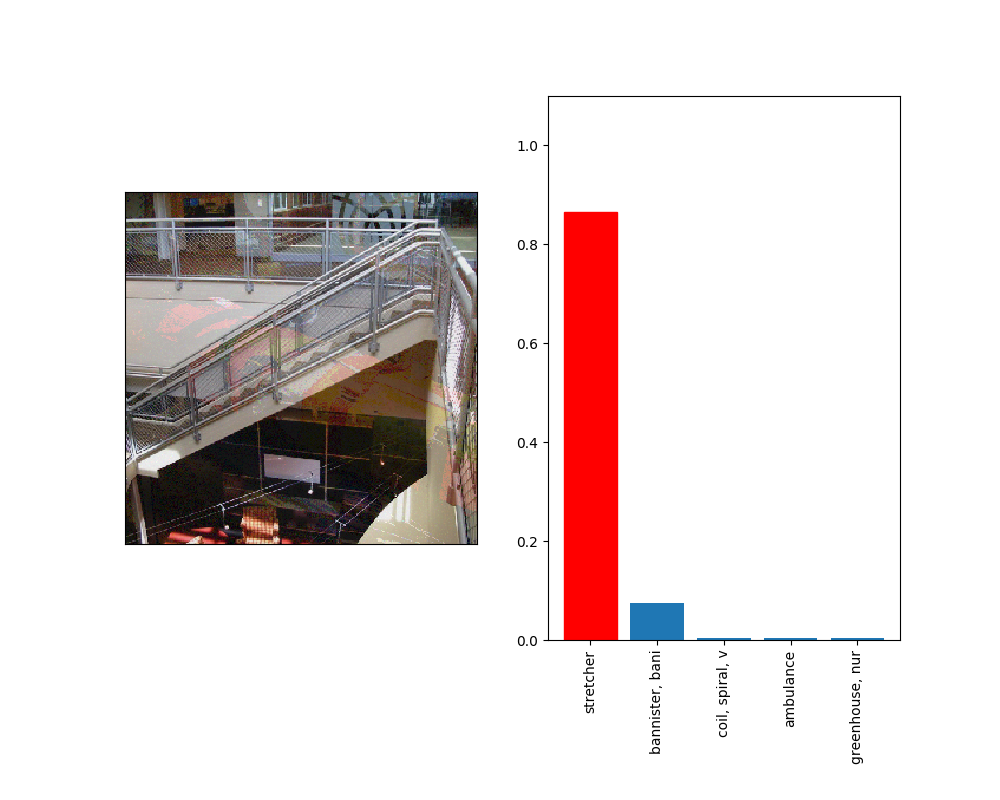 1.0
0.8
0.6
0.4
0.2
0.0
stretcher
bannister, bani
coil, spiral, v
ambulance
greenhouse, nur